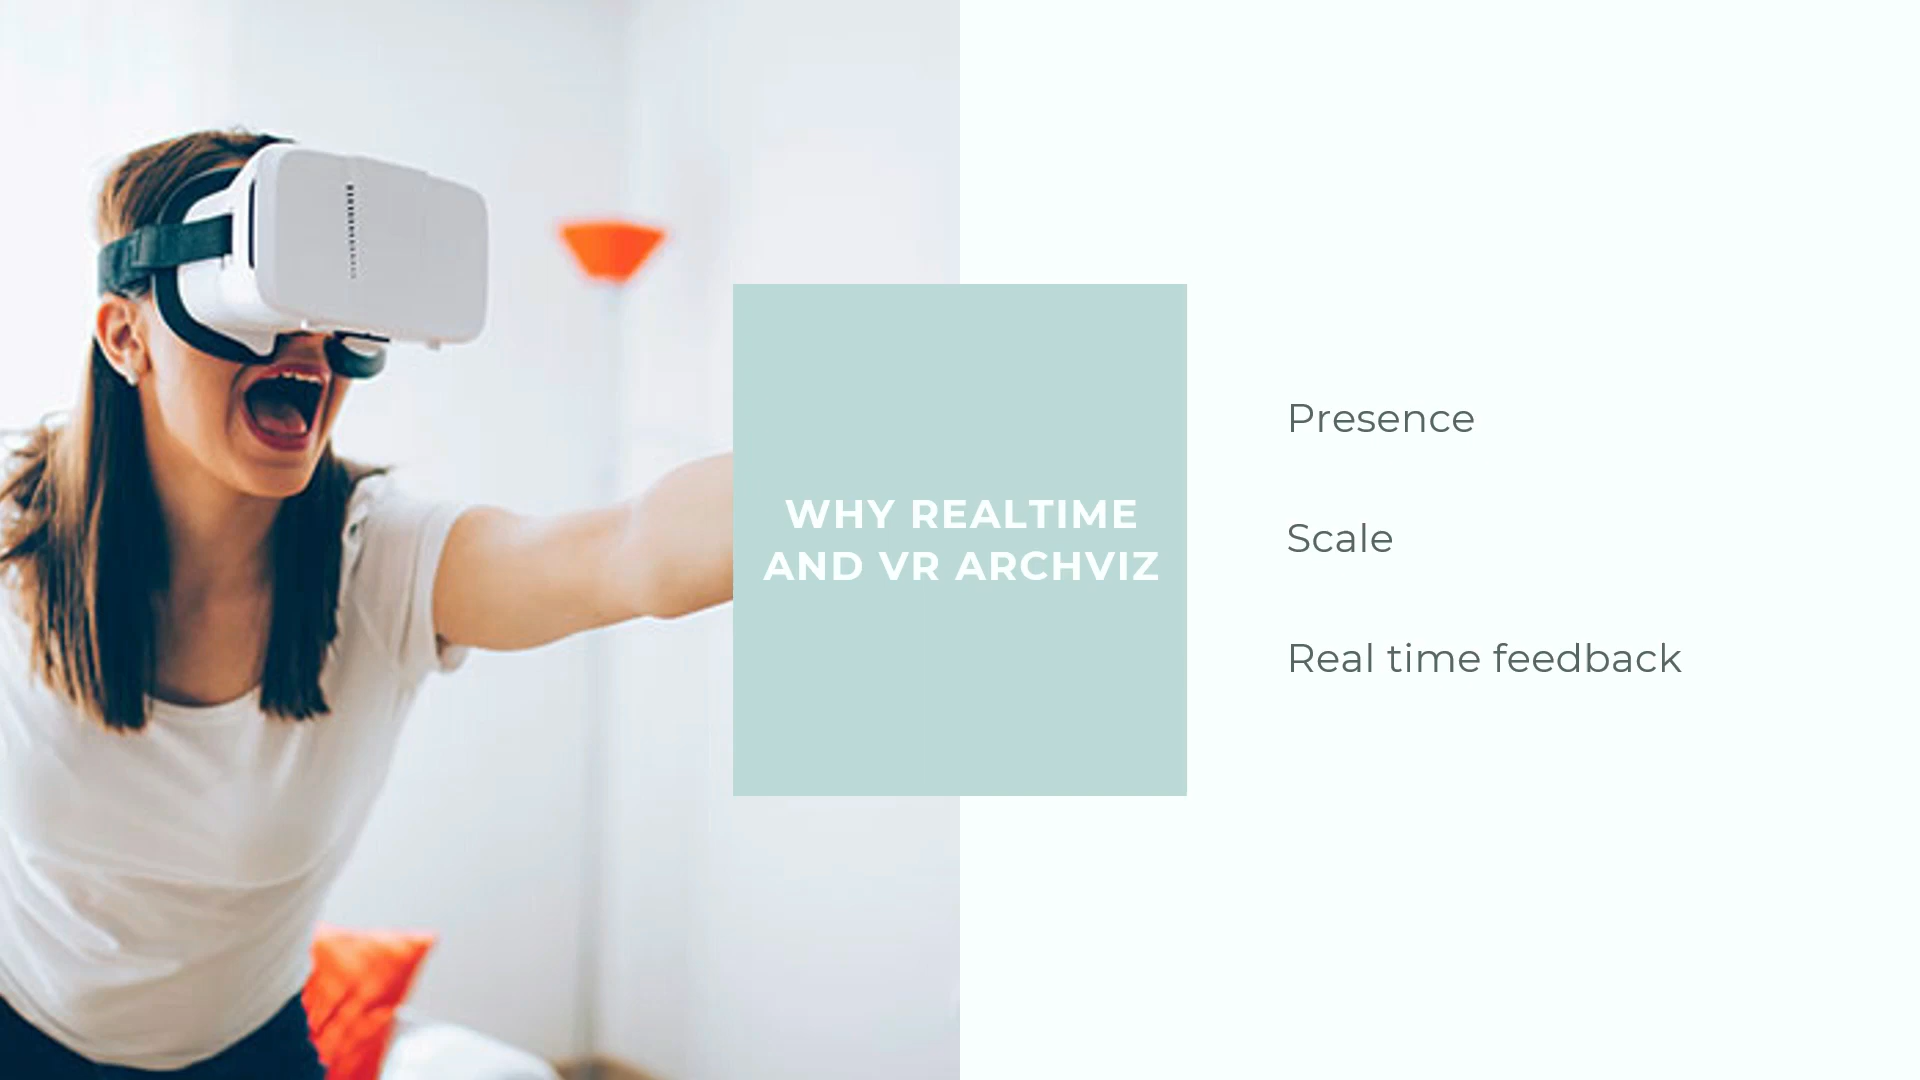 WHY REALTIME
AND VR ARCHVIZ
Presence
Scale
Real time feedback